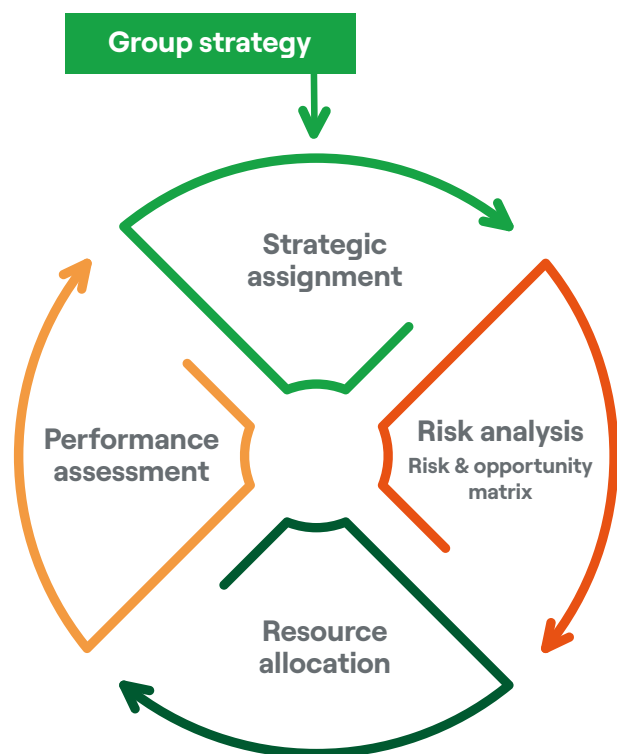 Group strategy
Strategic
assignment
Risk analysis
Risk & opportunity
matrix
Performance
assessment
Resource
allocation